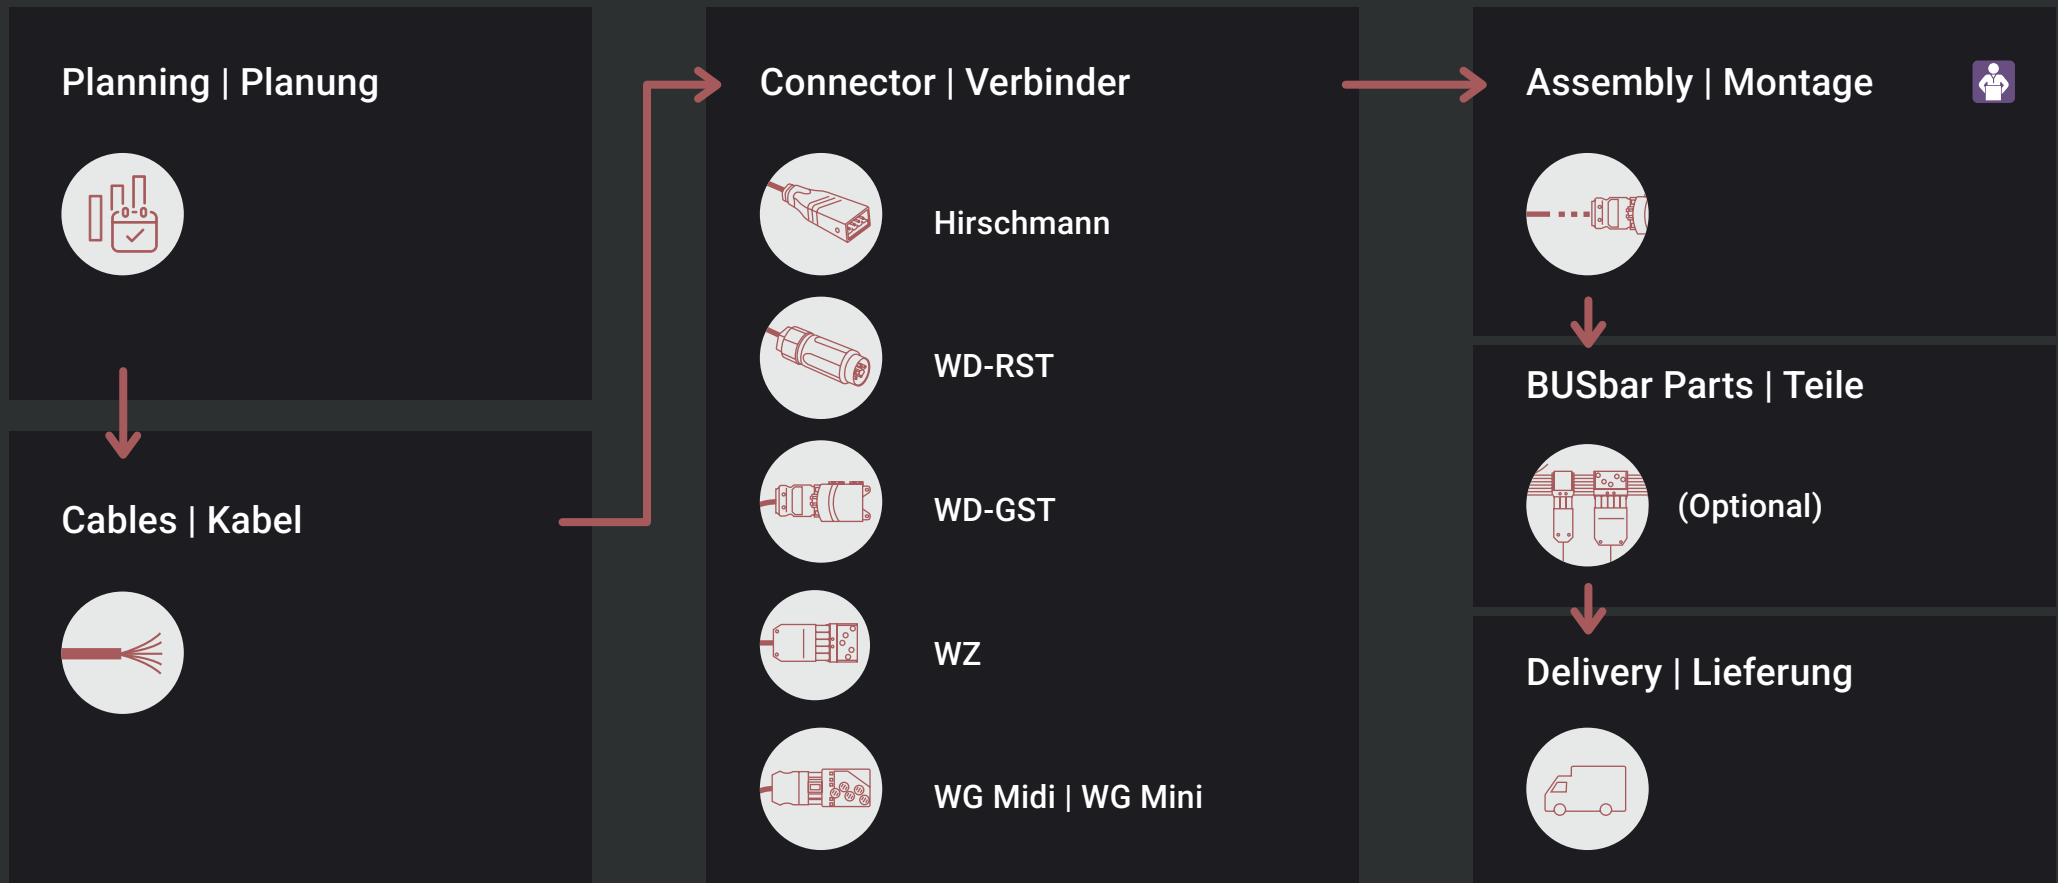 Planning | Planung
Cables | Kabel
Connector | Verbinder
Hirschmann
WD-RST
WD-GST
WZ
WG Midi | WG Mini
Assembly | Montage
BUSbar Parts | Teile
(Optional)
Delivery | Lieferung